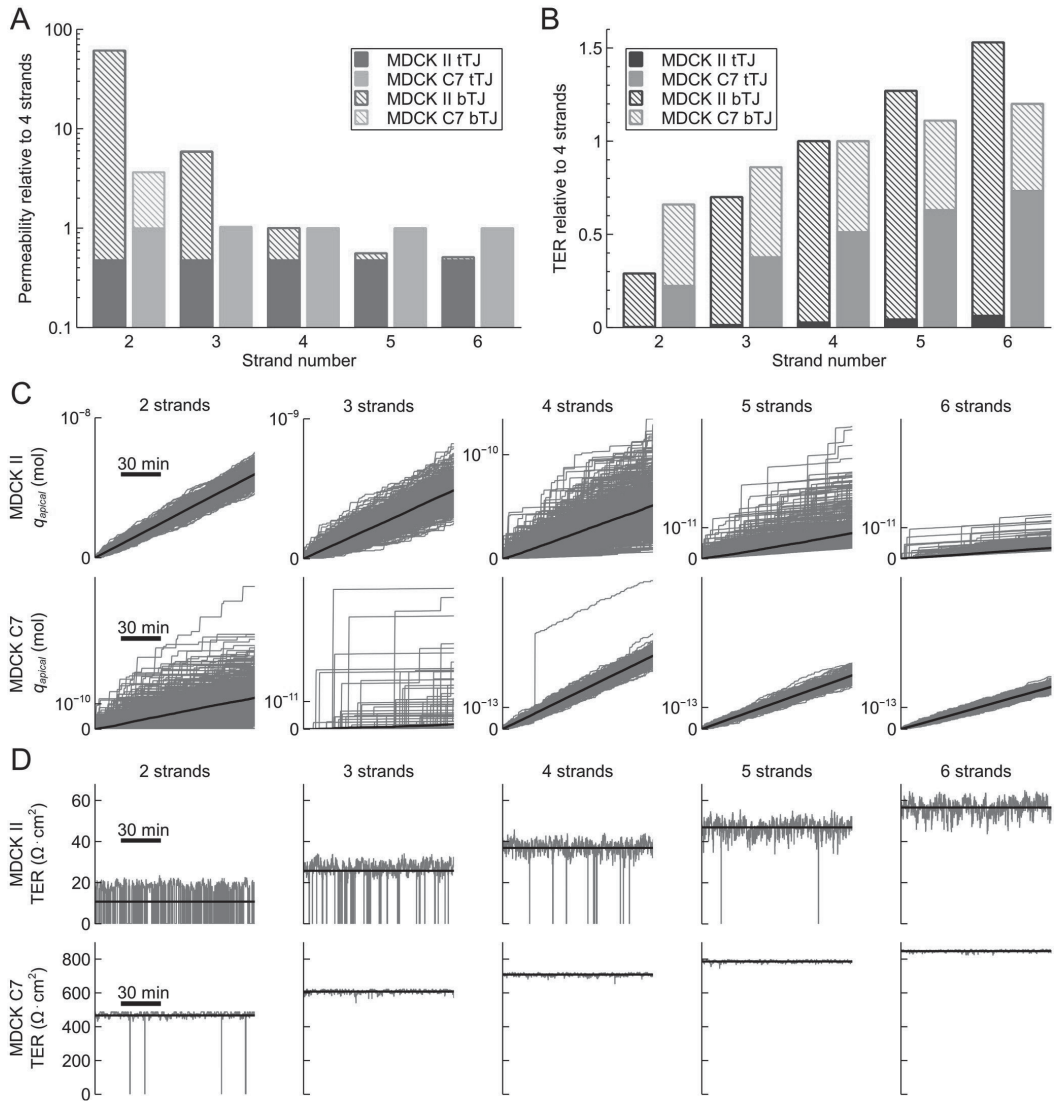 A
B
100
10
1
0.1
Permeability relative to 4 strands
MDCK II tTJ
MDCK C7 tTJ
MDCK II bTJ
MDCK C7 bTJ
2 3 4 5 6
Strand number
1.5
1
0.5
0
TER relative to 4 strands
MDCK II tTJ
MDCK C7 tTJ
MDCK II bTJ
MDCK C7 bTJ
2 3 4 5 6
Strand number
C
2 strands 3 strands 4 strands 5 strands 6 strands
MDCK II
q_apical (mol)
10⁻⁸
30 min
0
10⁻⁹
0
10⁻¹⁰
0
10⁻¹¹
0
10⁻¹¹
0
MDCK C7
q_apical (mol)
30 min
10⁻¹⁰
0
10⁻¹¹
0
10⁻¹³
0
10⁻¹³
0
10⁻¹³
0
D
2 strands 3 strands 4 strands 5 strands 6 strands
MDCK II
TER (Ω·cm²)
60
40
20
0
30 min
MDCK C7
TER (Ω·cm²)
800
600
400
200
0
30 min